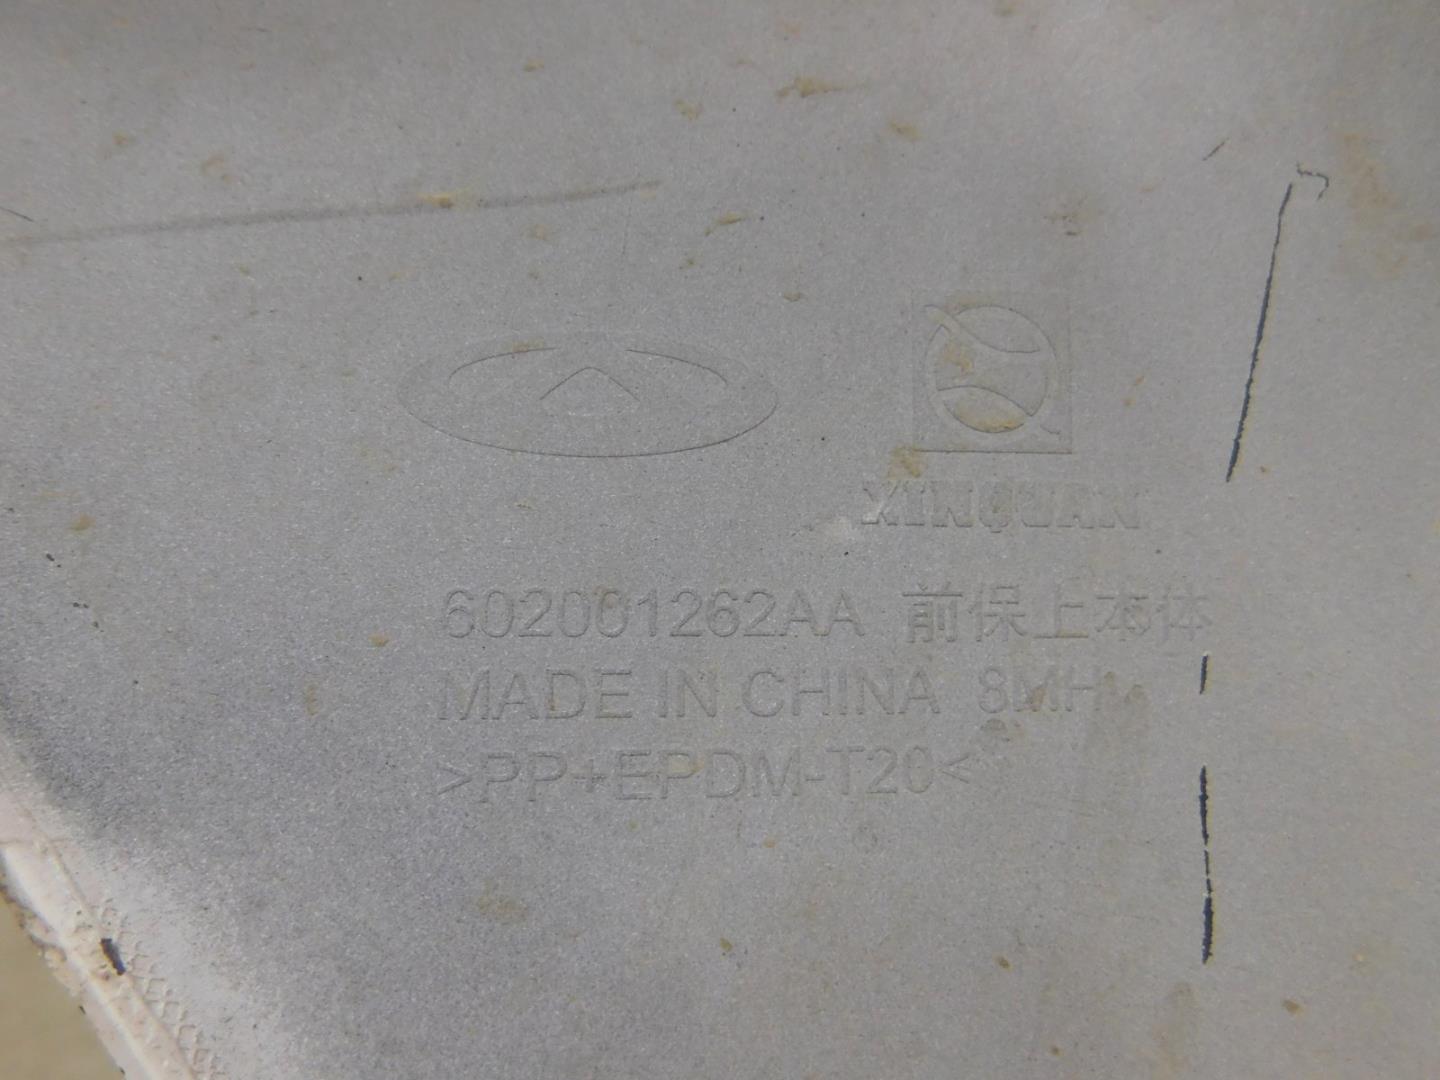 XINQUAN
602001262AA 前保上本体
MADE IN CHINA 8MH
>PP+EPDM-T20<